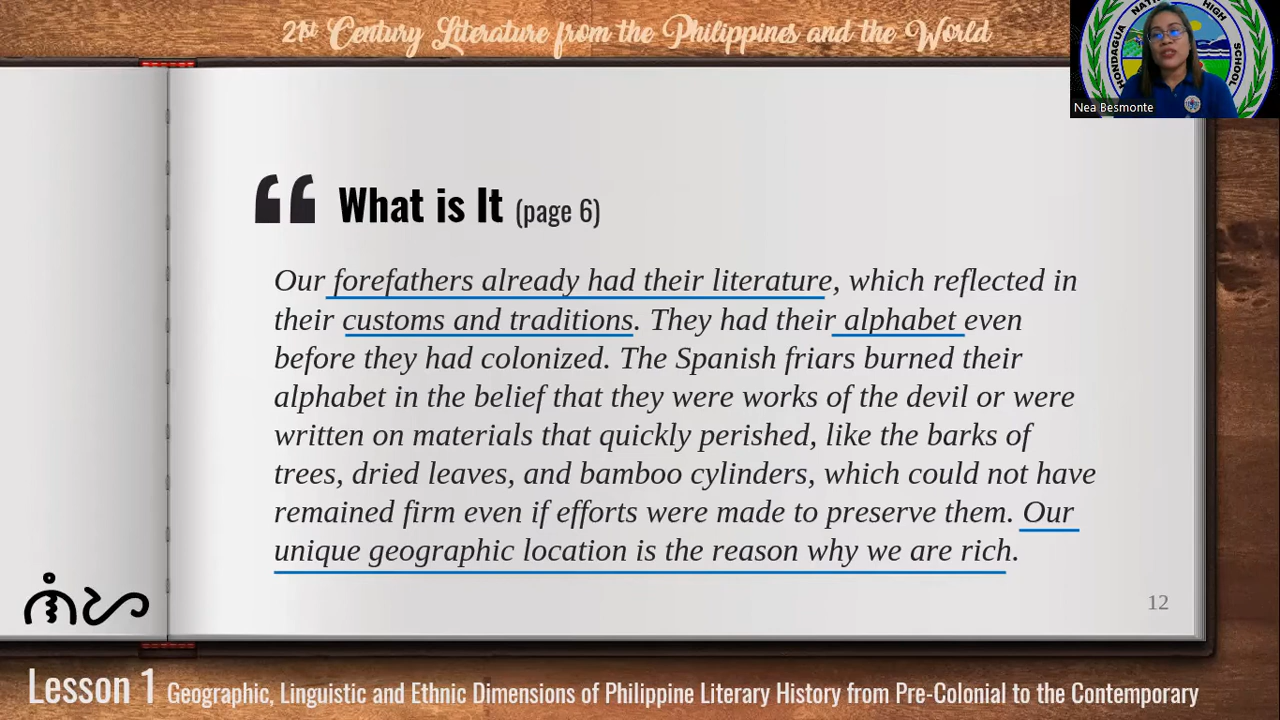 21st Century Literature from the Philippines and the World
HONDAGUA NATIONAL HIGH SCHOOL
Nea Besmonte
What is It (page 6)
Our forefathers already had their literature, which reflected in
their customs and traditions. They had their alphabet even
before they had colonized. The Spanish friars burned their
alphabet in the belief that they were works of the devil or were
written on materials that quickly perished, like the barks of
trees, dried leaves, and bamboo cylinders, which could not have
remained firm even if efforts were made to preserve them. Our
unique geographic location is the reason why we are rich.
12
Lesson 1 Geographic, Linguistic and Ethnic Dimensions of Philippine Literary History from Pre-Colonial to the Contemporary